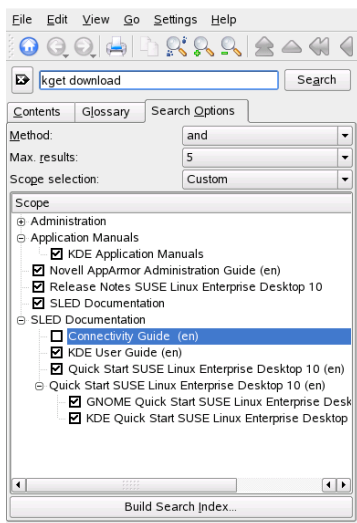 File Edit View Go Settings Help
kget download Search
Contents Glossary Search Options
Method: and
Max. results: 5
Scope selection: Custom
Scope
Administration
Application Manuals
KDE Application Manuals
Novell AppArmor Administration Guide (en)
Release Notes SUSE Linux Enterprise Desktop 10
SLED Documentation
SLED Documentation
Connectivity Guide (en)
KDE User Guide (en)
Quick Start SUSE Linux Enterprise Desktop 10 (en)
Quick Start SUSE Linux Enterprise Desktop 10 (en)
GNOME Quick Start SUSE Linux Enterprise Desk
KDE Quick Start SUSE Linux Enterprise Desktop
Build Search Index...